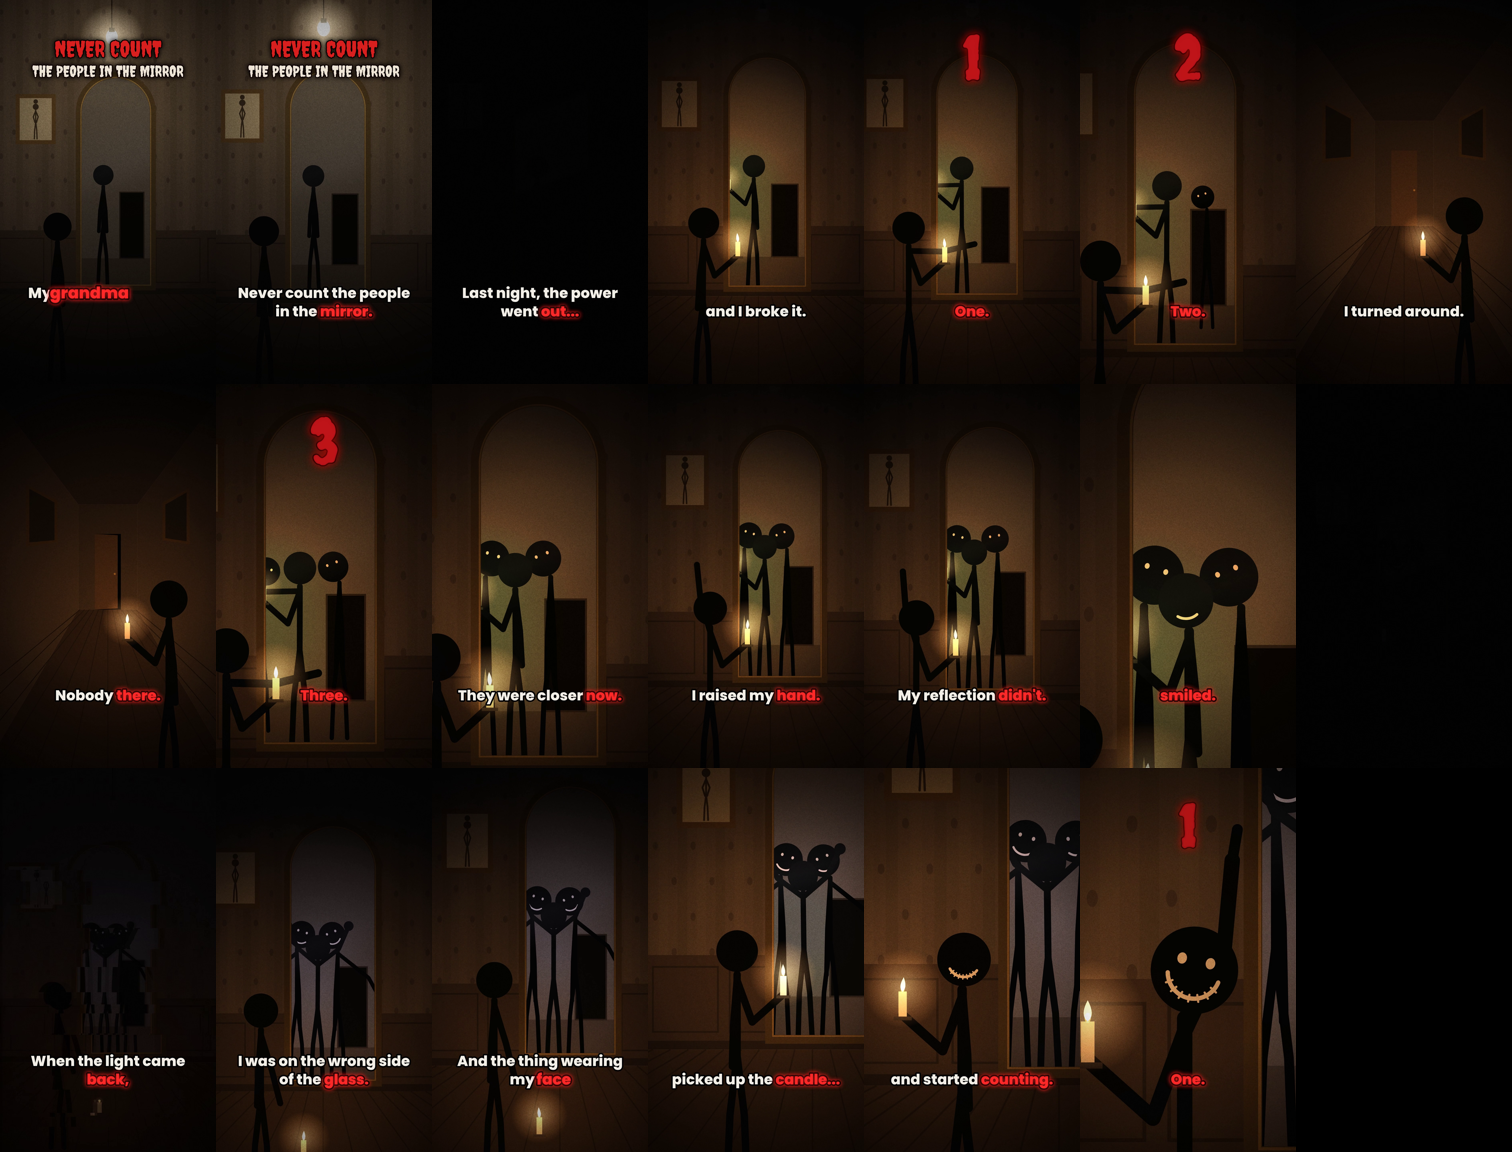 NEVER COUNT
THE PEOPLE IN THE MIRROR
My grandma
NEVER COUNT
THE PEOPLE IN THE MIRROR
Never count the people
in the mirror.
Last night, the power
went out...
and I broke it.
1
One.
2
Two.
I turned around.
Nobody there.
3
Three.
They were closer now.
I raised my hand.
My reflection didn't.
smiled.
When the light came
back,
I was on the wrong side
of the glass.
And the thing wearing
my face
picked up the candle...
and started counting.
1
One.